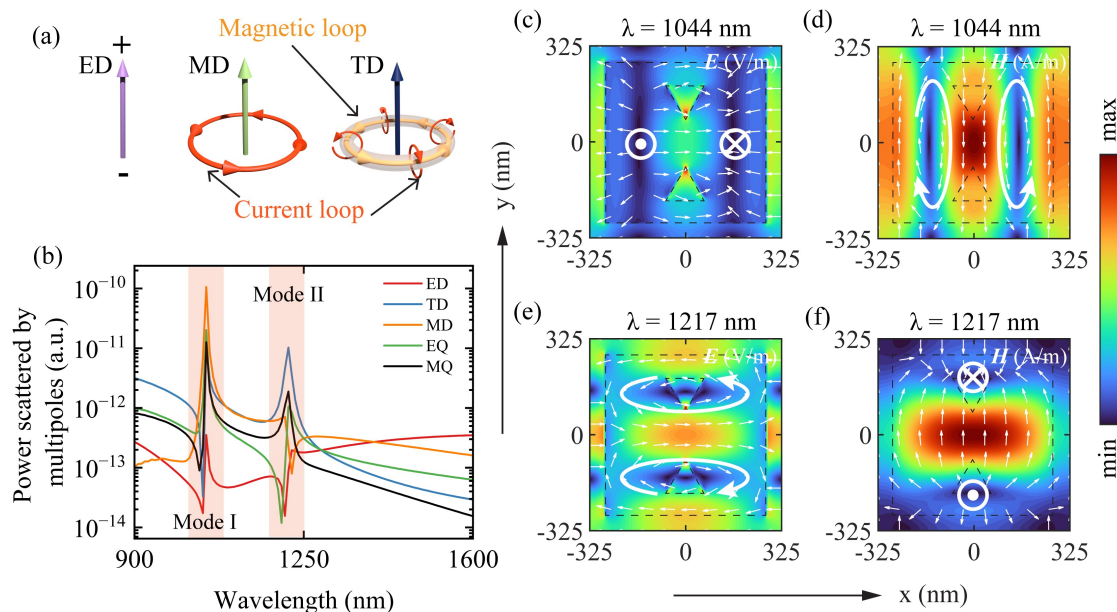 (a)
Magnetic loop
ED
+
-
MD
TD
Current loop
(b)
Power scattered by
multipoles (a.u.)
10⁻¹⁰
10⁻¹¹
10⁻¹²
10⁻¹³
10⁻¹⁴
Mode I
Mode II
ED
TD
MD
EQ
MQ
900
1250
1600
Wavelength (nm)
(c)
λ = 1044 nm
E (V/m)
325
0
-325
-325
0
325
(d)
λ = 1044 nm
H (A/m)
325
0
-325
-325
0
325
(e)
λ = 1217 nm
E (V/m)
325
0
-325
-325
0
325
(f)
λ = 1217 nm
H (A/m)
325
0
-325
-325
0
325
y (nm)
x (nm)
max
min